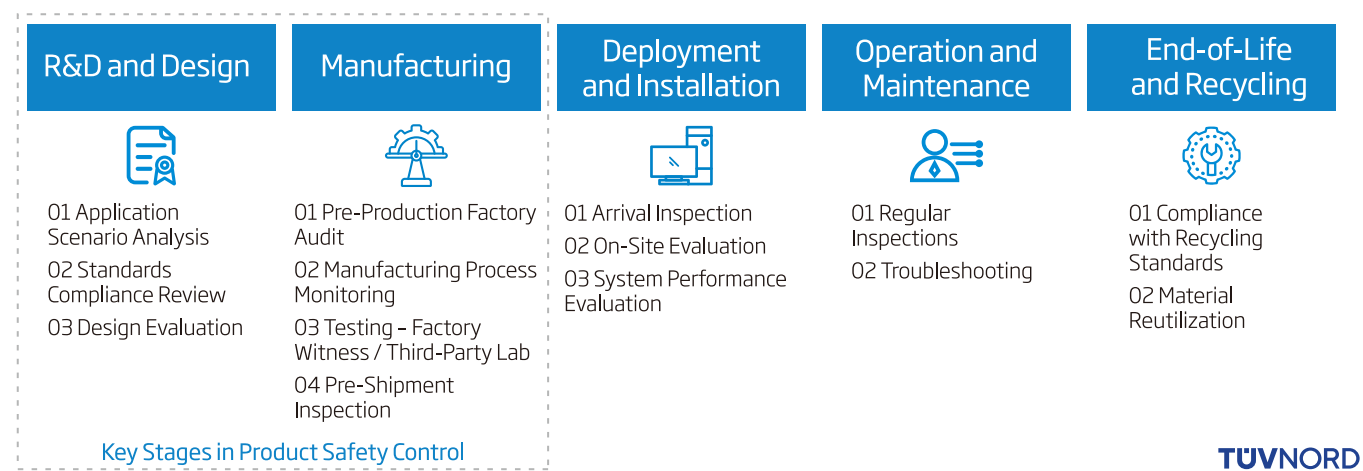 R&D and Design
01 Application
Scenario Analysis
02 Standards
Compliance Review
03 Design Evaluation
Manufacturing
01 Pre-Production Factory
Audit
02 Manufacturing Process
Monitoring
03 Testing – Factory
Witness / Third-Party Lab
04 Pre-Shipment
Inspection
Key Stages in Product Safety Control
Deployment
and Installation
01 Arrival Inspection
02 On-Site Evaluation
03 System Performance
Evaluation
Operation and
Maintenance
01 Regular
Inspections
02 Troubleshooting
End-of-Life
and Recycling
01 Compliance
with Recycling
Standards
02 Material
Reutilization
TÜVNORD